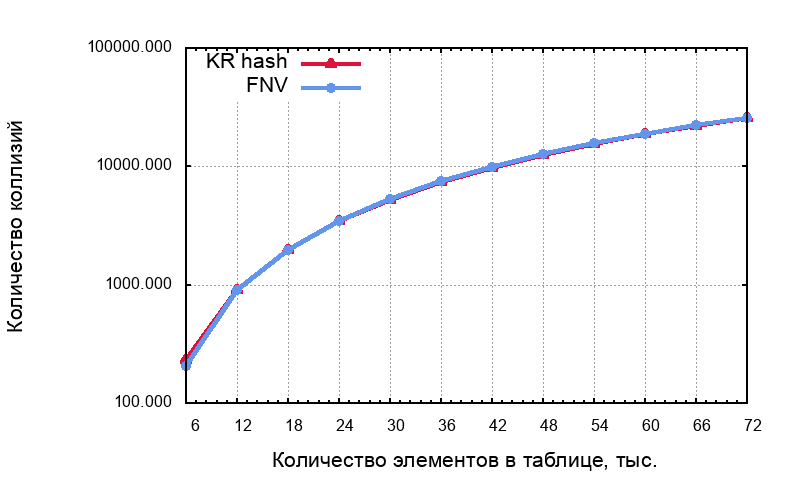 100000.000
KR hash
FNV
10000.000
Количество коллизий
1000.000
100.000
6 12 18 24 30 36 42 48 54 60 66 72
Количество элементов в таблице, тыс.